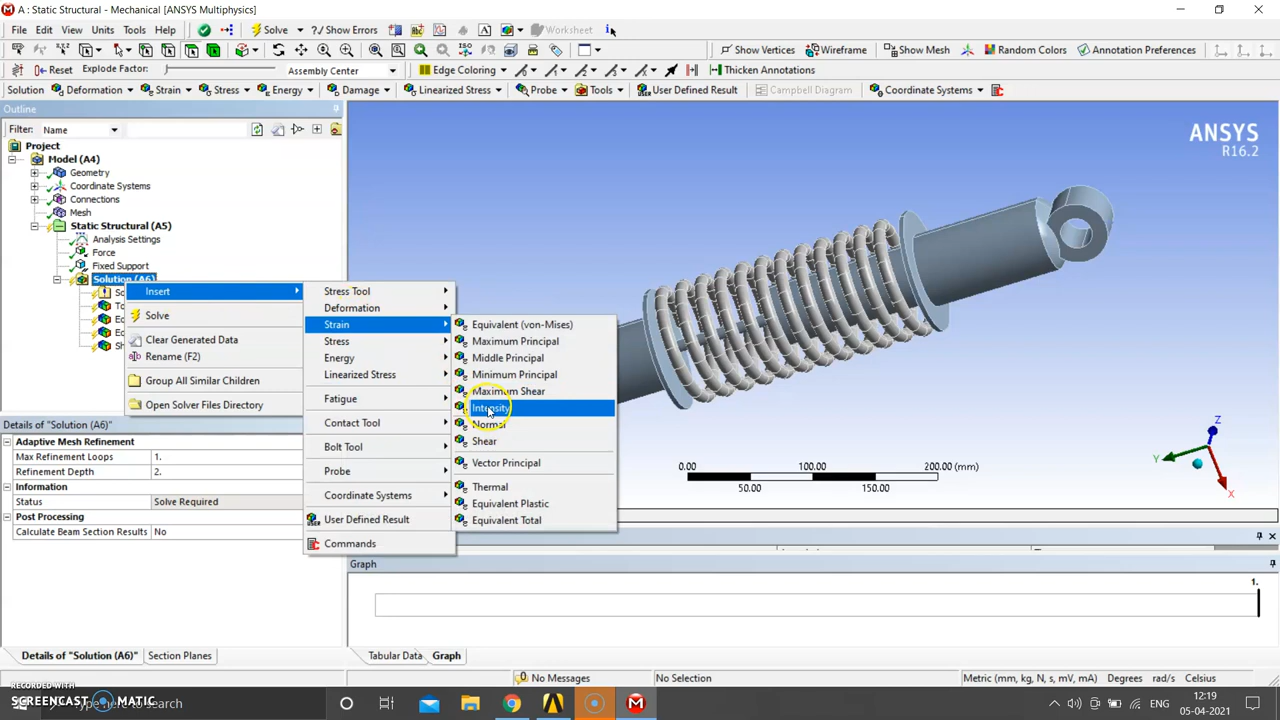 A : Static Structural - Mechanical [ANSYS Multiphysics]
File Edit View Units Tools Help Solve ?/ Show Errors Worksheet
Show Vertices Wireframe Show Mesh Random Colors Annotation Preferences
Reset Explode Factor: Assembly Center Edge Coloring Thicken Annotations
Solution Deformation Strain Stress Energy Damage Linearized Stress Probe Tools User Defined Result Campbell Diagram Coordinate Systems
Outline
Filter: Name
Project
Model (A4)
Geometry
Coordinate Systems
Connections
Mesh
Static Structural (A5)
Analysis Settings
Force
Fixed Support
Solution (A6)
Insert
Solve
Clear Generated Data
Rename (F2)
Group All Similar Children
Open Solver Files Directory
Stress Tool
Deformation
Strain
Stress
Energy
Linearized Stress
Fatigue
Contact Tool
Bolt Tool
Probe
Coordinate Systems
User Defined Result
Commands
Equivalent (von-Mises)
Maximum Principal
Middle Principal
Minimum Principal
Maximum Shear
Intensity
Normal
Shear
Vector Principal
Thermal
Equivalent Plastic
Equivalent Total
ANSYS
R16.2
Z
Y
X
0.00 100.00 200.00 (mm)
50.00 150.00
Details of "Solution (A6)"
Adaptive Mesh Refinement
Max Refinement Loops 1.
Refinement Depth 2.
Information
Status Solve Required
Post Processing
Calculate Beam Section Results No
Graph
1.
Details of "Solution (A6)" Section Planes
Tabular Data Graph
No Messages No Selection Metric (mm, kg, N, s, mV, mA) Degrees rad/s Celsius
RECORDED WITH
SCREENCAST MATIC
here to search
ENG
12:19
05-04-2021